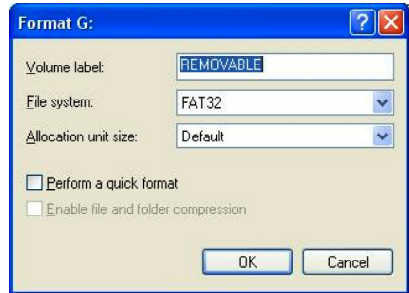 Format G:
Volume label: REMOVABLE
File system: FAT32
Allocation unit size: Default
Perform a quick format
Enable file and folder compression
OK Cancel